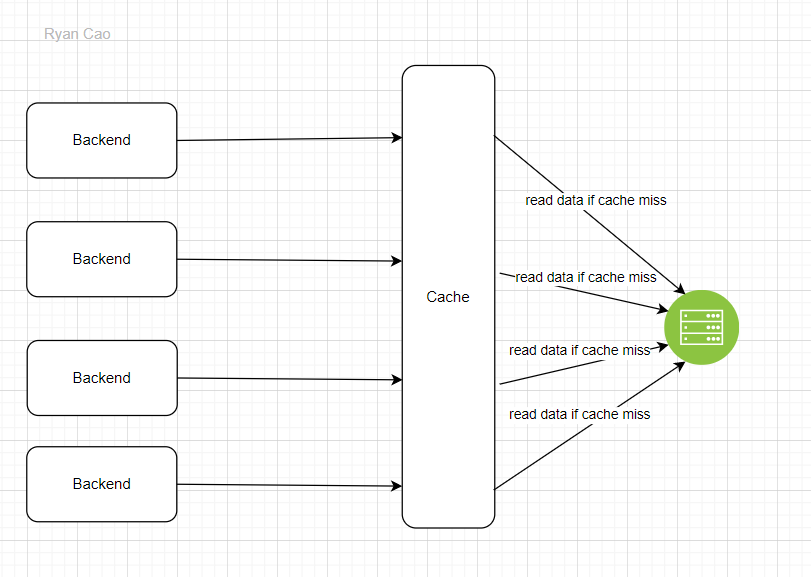 Ryan Cao
Backend
read data if cache miss
Backend
read data if cache miss
Cache
read data if cache miss
Backend
read data if cache miss
Backend